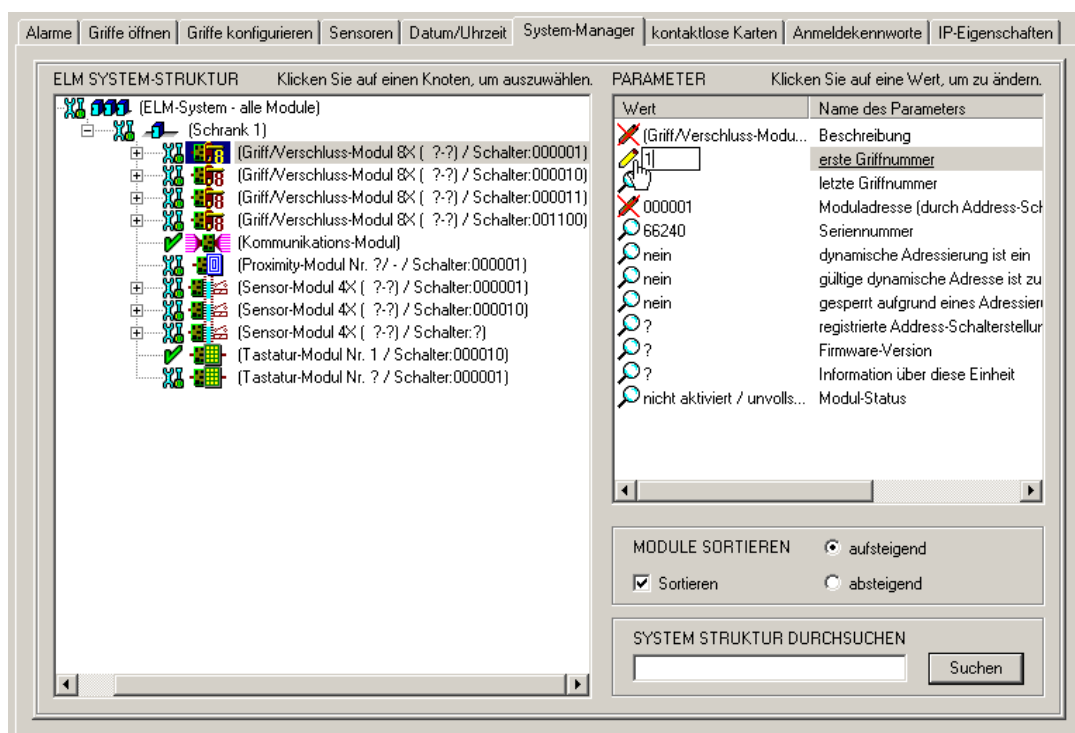 Alarme Griffe öffnen Griffe konfigurieren Sensoren Datum/Uhrzeit System-Manager kontaktlose Karten Anmeldekennworte IP-Eigenschaften
ELM SYSTEM-STRUKTUR Klicken Sie auf einen Knoten, um auszuwählen.
(ELM-System - alle Module)
(Schrank 1)
(Griff/Verschluss-Modul 8X ( ?-?) / Schalter:000001)
(Griff/Verschluss-Modul 8X ( ?-?) / Schalter:000010)
(Griff/Verschluss-Modul 8X ( ?-?) / Schalter:000011)
(Griff/Verschluss-Modul 8X ( ?-?) / Schalter:001100)
(Kommunikations-Modul)
(Proximity-Modul Nr. ?/ - / Schalter:000001)
(Sensor-Modul 4X ( ?-?) / Schalter:000001)
(Sensor-Modul 4X ( ?-?) / Schalter:000010)
(Sensor-Modul 4X ( ?-?) / Schalter:?)
(Tastatur-Modul Nr. 1 / Schalter:000010)
(Tastatur-Modul Nr. ? / Schalter:000001)
PARAMETER Klicken Sie auf eine Wert, um zu ändern.
Wert Name des Parameters
(Griff/Verschluss-Modu... Beschreibung
1 erste Griffnummer
letzte Griffnummer
000001 Moduladresse (durch Address-Sch
66240 Seriennummer
nein dynamische Adressierung ist ein
nein gültige dynamische Adresse ist zu
nein gesperrt aufgrund eines Adressier
? registrierte Address-Schalterstellur
? Firmware-Version
? Information über diese Einheit
nicht aktiviert / unvolls... Modul-Status
MODULE SORTIEREN aufsteigend
Sortieren absteigend
SYSTEM STRUKTUR DURCHSUCHEN
Suchen